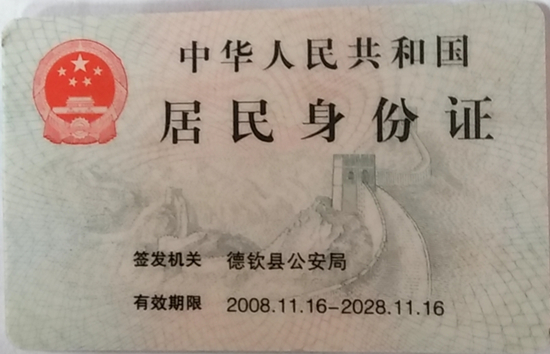 中华人民共和国
居民身份证
签发机关 德钦县公安局
有效期限 2008.11.16-2028.11.16